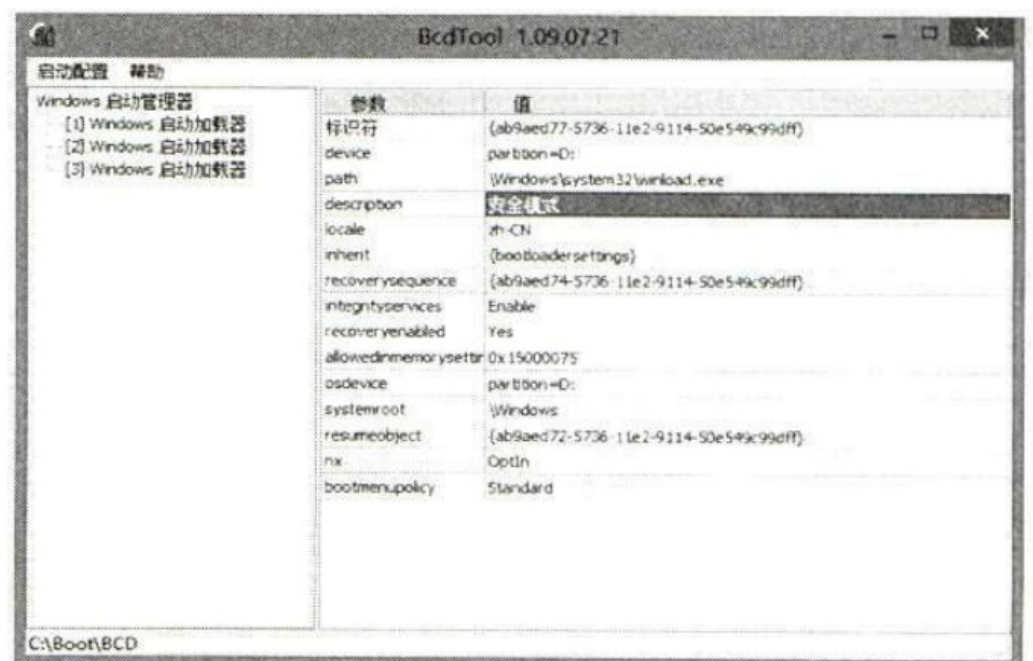 BcdTool 1.09.07.21
启动配置 帮助
Windows 启动管理器
[1] Windows 启动加载器
[2] Windows 启动加载器
[3] Windows 启动加载器
参数 值
标识符 {ab9aed77-5736-11e2-9114-50e549c99dff}
device partition=D:
path \Windows\system32\winload.exe
description 安全模式
locale zh-CN
inherit {bootloadersettings}
recoverysequence {ab9aed74-5736-11e2-9114-50e549c99dff}
integrityservices Enable
recoveryenabled Yes
allowedinmemorysettin 0x15000075
osdevice partition=D:
systemroot \Windows
resumeobject {ab9aed72-5736-11e2-9114-50e549c99dff}
nx OptIn
bootmenupolicy Standard
C:\Boot\BCD